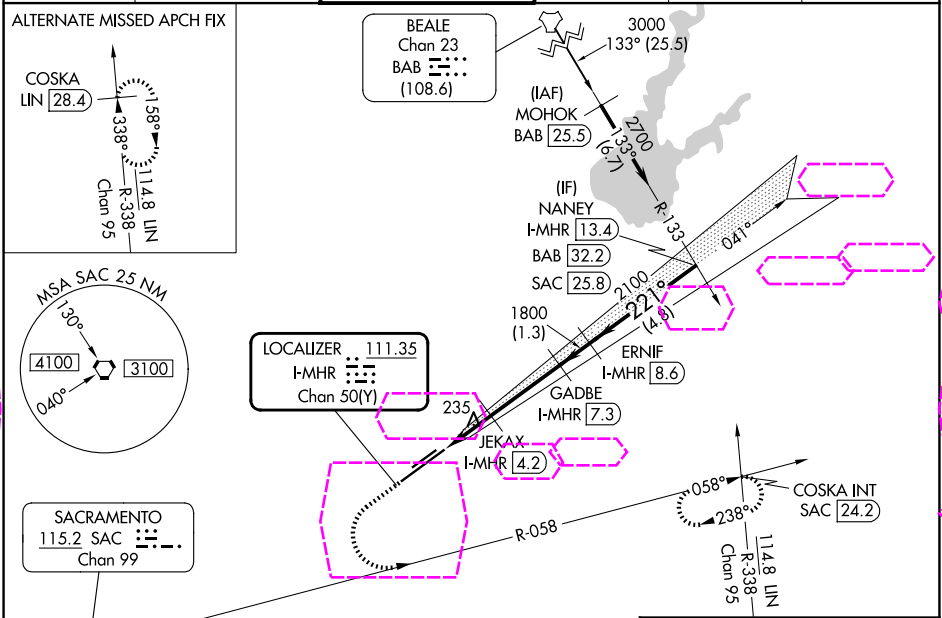 ALTERNATE MISSED APCH FIX
COSKA
LIN 28.4
338°
158°
114.8 LIN
R-338
Chan 95
BEALE
Chan 23
BAB
(108.6)
3000
133° (25.5)
(IAF)
MOHOK
BAB 25.5
2700
133°
(6.7)
R-133
(IF)
NANEY
I-MHR 13.4
BAB 32.2
SAC 25.8
041°
2100
221°
(4.8)
1800
(1.3)
ERNIF
I-MHR 8.6
GADBE
I-MHR 7.3
MSA SAC 25 NM
130°
4100
3100
040°
LOCALIZER 111.35
I-MHR
Chan 50(Y)
235
JEKAX
I-MHR 4.2
SACRAMENTO
115.2 SAC
Chan 99
R-058
058°
238°
COSKA INT
SAC 24.2
114.8 LIN
R-338
Chan 95